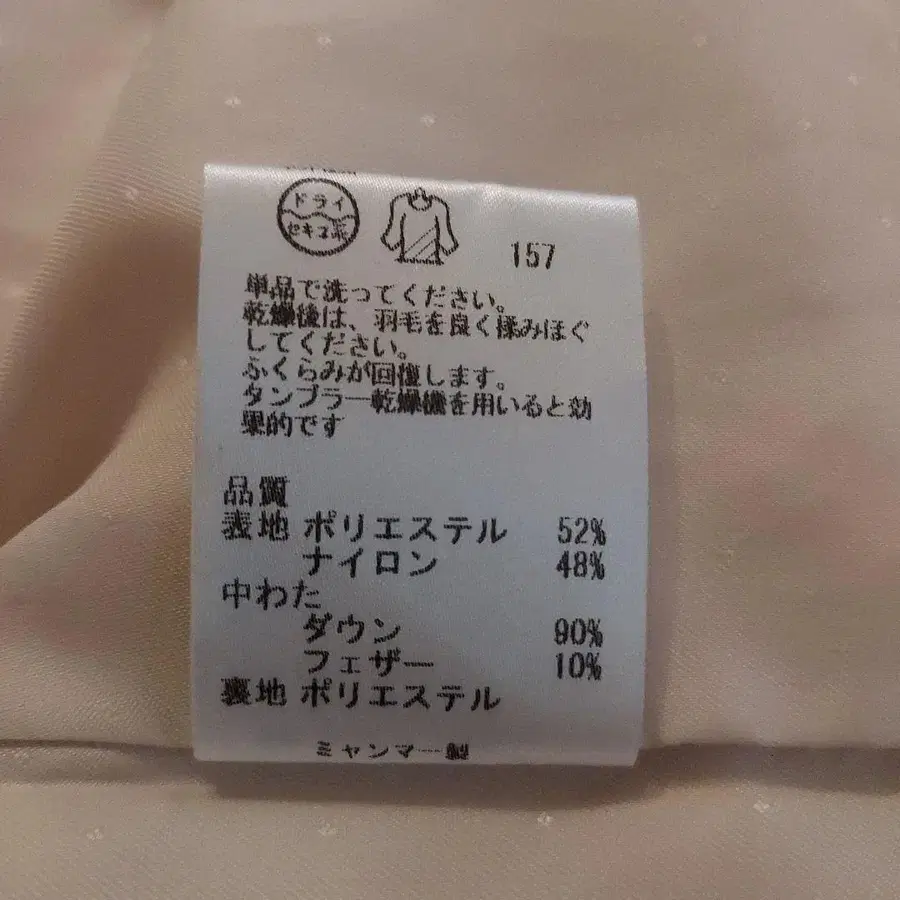 ドライ
セキユ系
157
単品で洗ってください。
乾燥後は、羽毛を良く揉みほぐ
してください。
ふくらみが回復します。
タンブラー乾燥機を用いると効
果的です
品質
表地 ポリエステル 52%
ナイロン 48%
中わた
ダウン 90%
フェザー 10%
裏地 ポリエステル
ミャンマー製